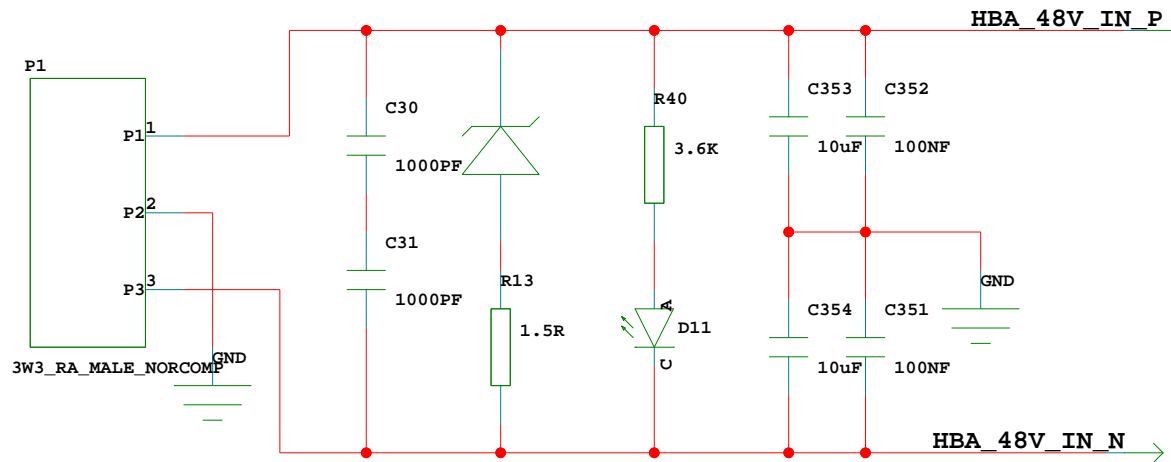 HBA_48V_IN_P
P1
C30
1000PF
R40
3.6K
C353
10uF
C352
100NF
P1 1
P2 2
P3 3
C31
1000PF
R13
1.5R
A
D11
C
GND
C354
10uF
C351
100NF
GND
3W3_RA_MALE_NORCOMP
HBA_48V_IN_N